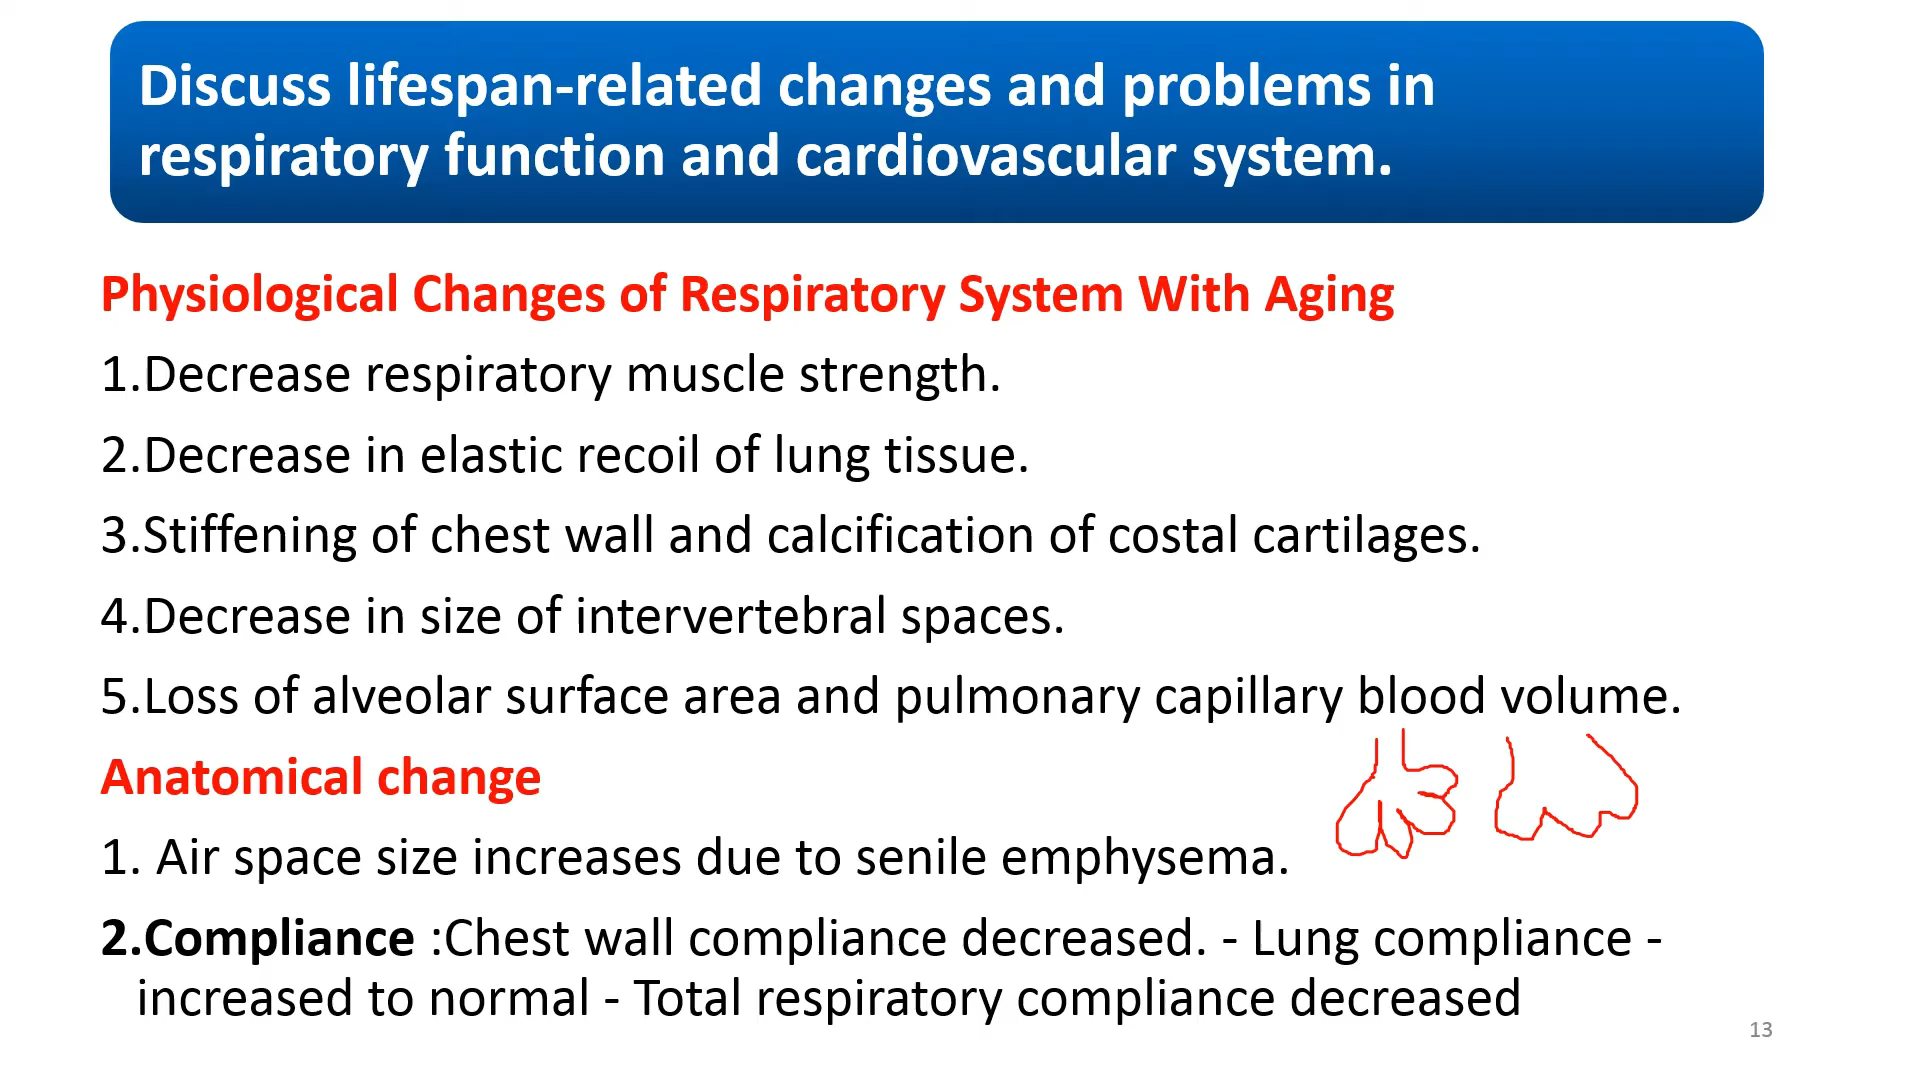 Discuss lifespan-related changes and problems in
respiratory function and cardiovascular system.
Physiological Changes of Respiratory System With Aging
1.Decrease respiratory muscle strength.
2.Decrease in elastic recoil of lung tissue.
3.Stiffening of chest wall and calcification of costal cartilages.
4.Decrease in size of intervertebral spaces.
5.Loss of alveolar surface area and pulmonary capillary blood volume.
Anatomical change
1. Air space size increases due to senile emphysema.
2.Compliance :Chest wall compliance decreased. - Lung compliance -
increased to normal - Total respiratory compliance decreased
13